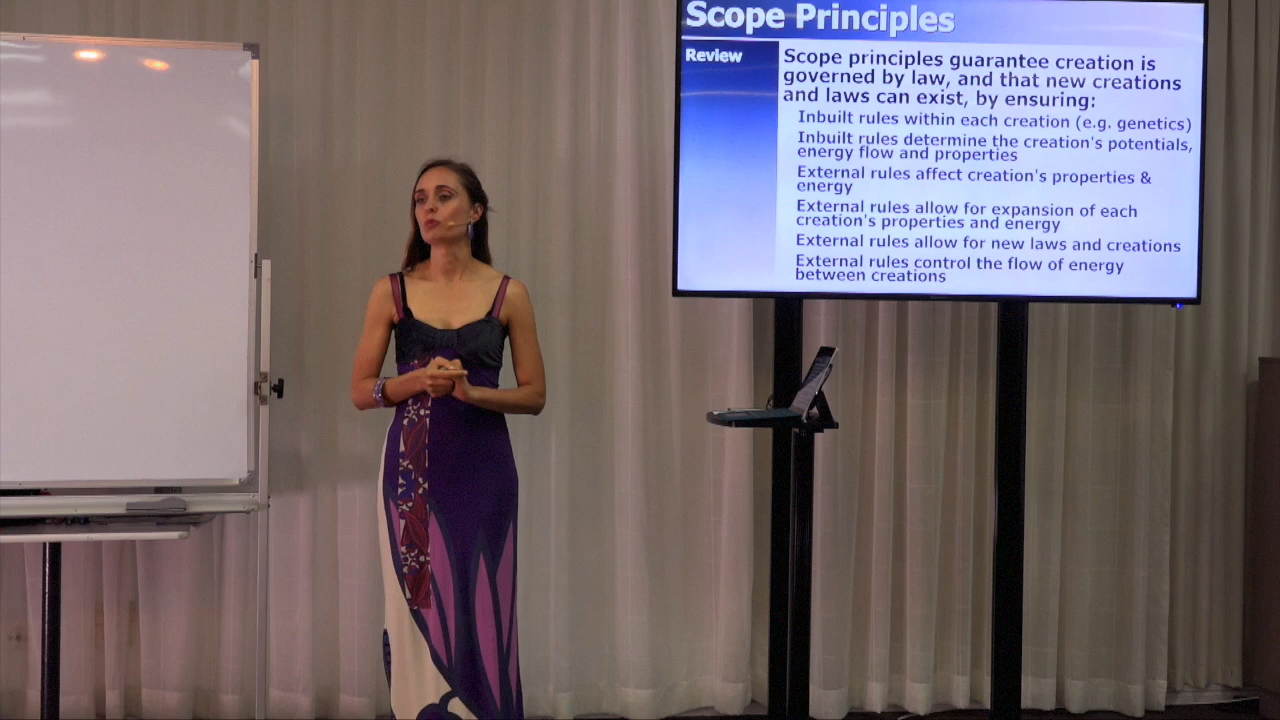 Scope Principles
Review
Scope principles guarantee creation is
governed by law, and that new creations
and laws can exist, by ensuring:
Inbuilt rules within each creation (e.g. genetics)
Inbuilt rules determine the creation's potentials,
energy flow and properties
External rules affect creation's properties &
energy
External rules allow for expansion of each
creation's properties and energy
External rules allow for new laws and creations
External rules control the flow of energy
between creations